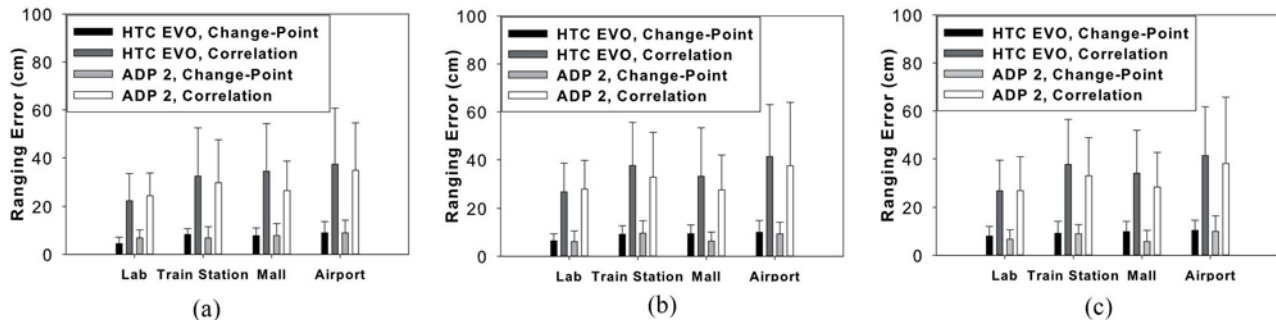 100
80
60
40
20
0
Ranging Error (cm)
HTC EVO, Change-Point
HTC EVO, Correlation
ADP 2, Change-Point
ADP 2, Correlation
Lab Train Station Mall Airport
(a)
100
80
60
40
20
0
Ranging Error (cm)
HTC EVO, Change-Point
HTC EVO, Correlation
ADP 2, Change-Point
ADP 2, Correlation
Lab Train Station Mall Airport
(b)
100
80
60
40
20
0
Ranging Error (cm)
HTC EVO, Change-Point
HTC EVO, Correlation
ADP 2, Change-Point
ADP 2, Correlation
Lab Train Station Mall Airport
(c)